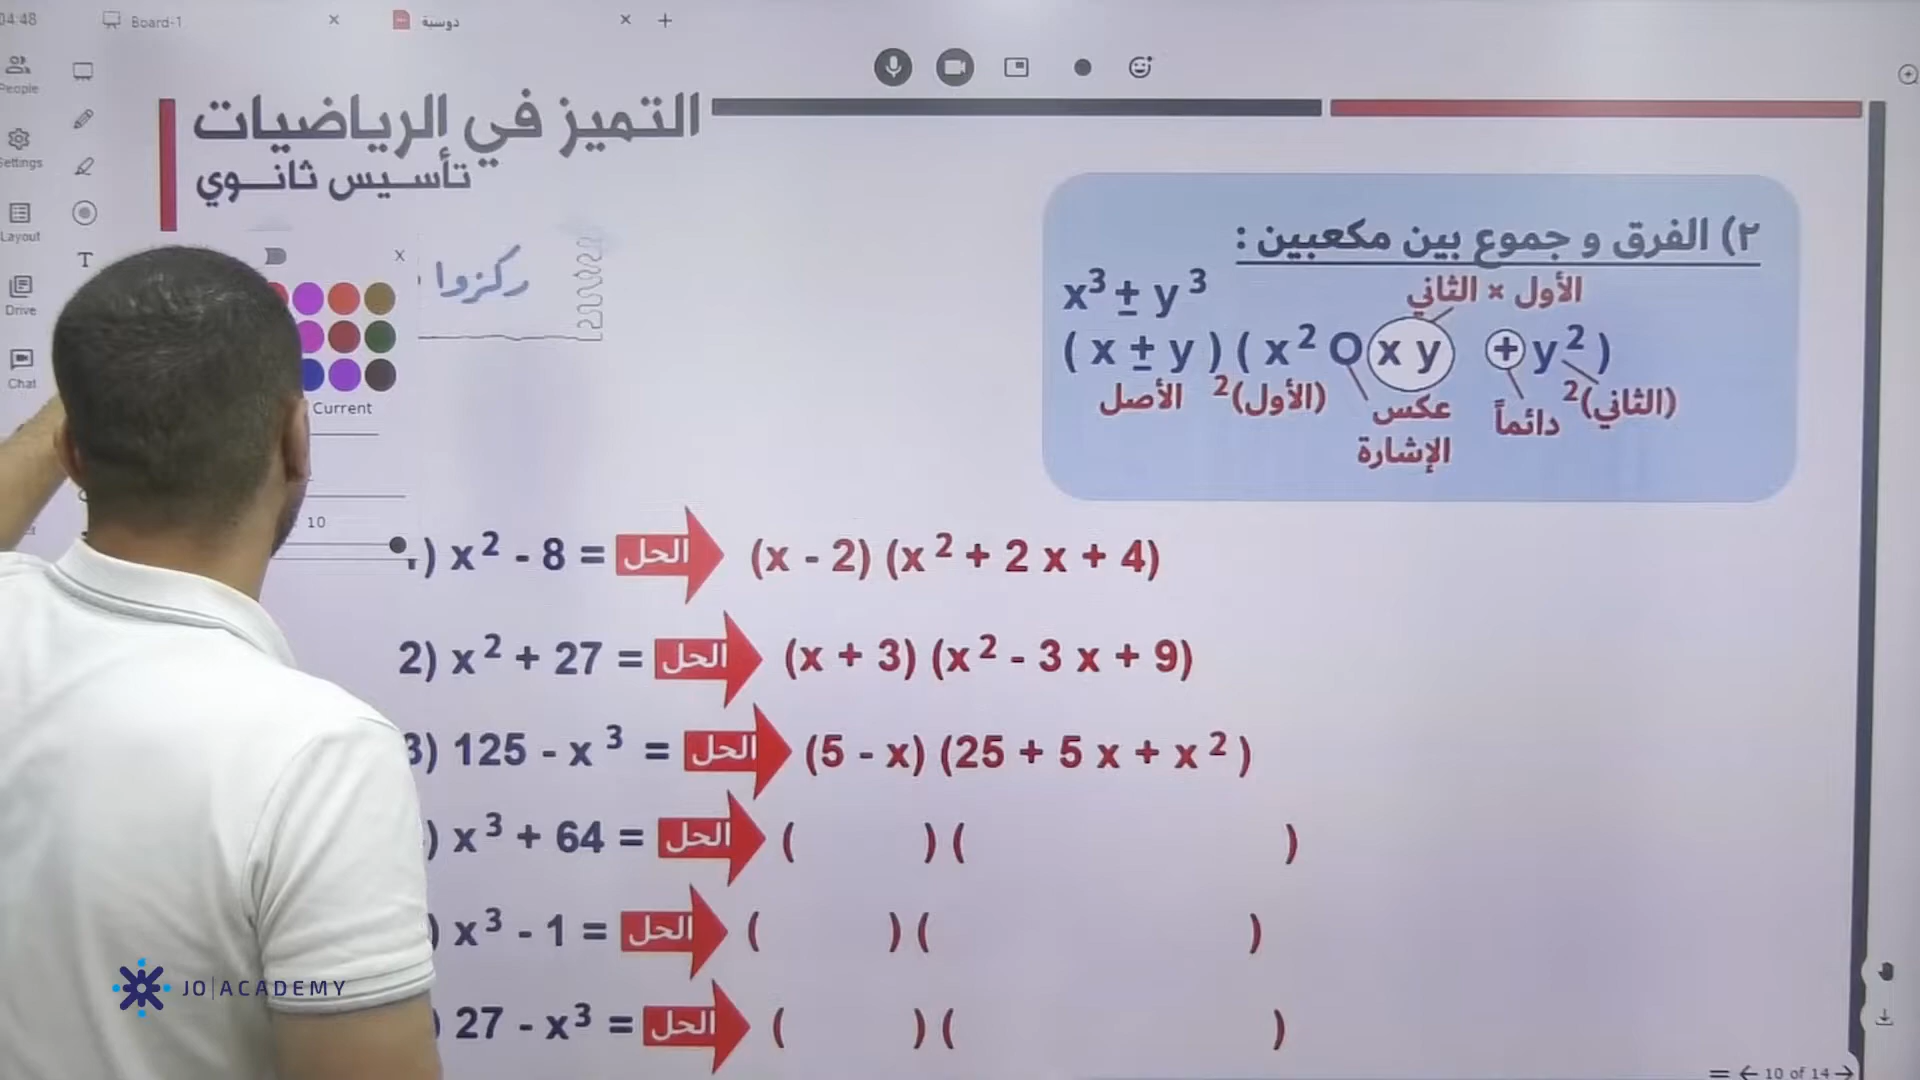 04:48
Board-1
دوسية
People
Settings
Layout
Drive
Chat
T
Current
10
التميز في الرياضيات
تأسيس ثانوي
ركزوا
٢) الفرق و جموع بين مكعبين :
x³ ± y³
الأول × الثاني
( x ± y ) ( x² O x y + y² )
الأصل
(الأول)²
عكس الإشارة
دائماً
(الثاني)²
) x² - 8 = الحل (x - 2) (x² + 2 x + 4)
2) x² + 27 = الحل (x + 3) (x² - 3 x + 9)
3) 125 - x³ = الحل (5 - x) (25 + 5 x + x² )
) x³ + 64 = الحل ( ) ( )
) x³ - 1 = الحل ( ) ( )
) 27 - x³ = الحل ( ) ( )
JO|ACADEMY
10 of 14